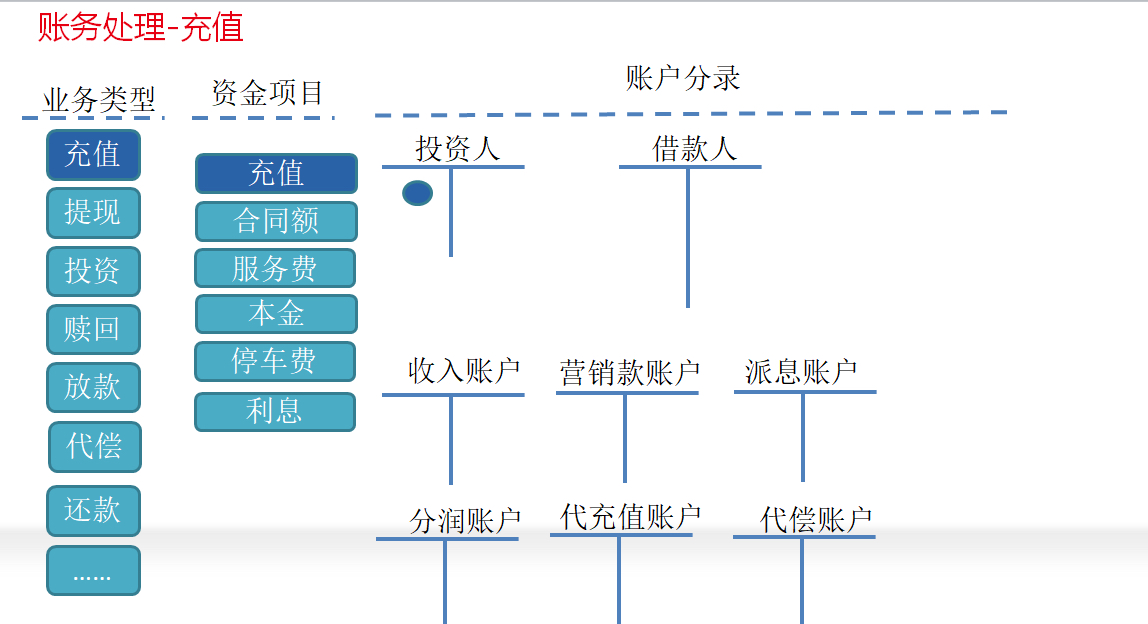 账务处理-充值
业务类型
资金项目
账户分录
充值
提现
投资
赎回
放款
代偿
还款
......
充值
合同额
服务费
本金
停车费
利息
投资人
借款人
收入账户
营销款账户
派息账户
分润账户
代充值账户
代偿账户